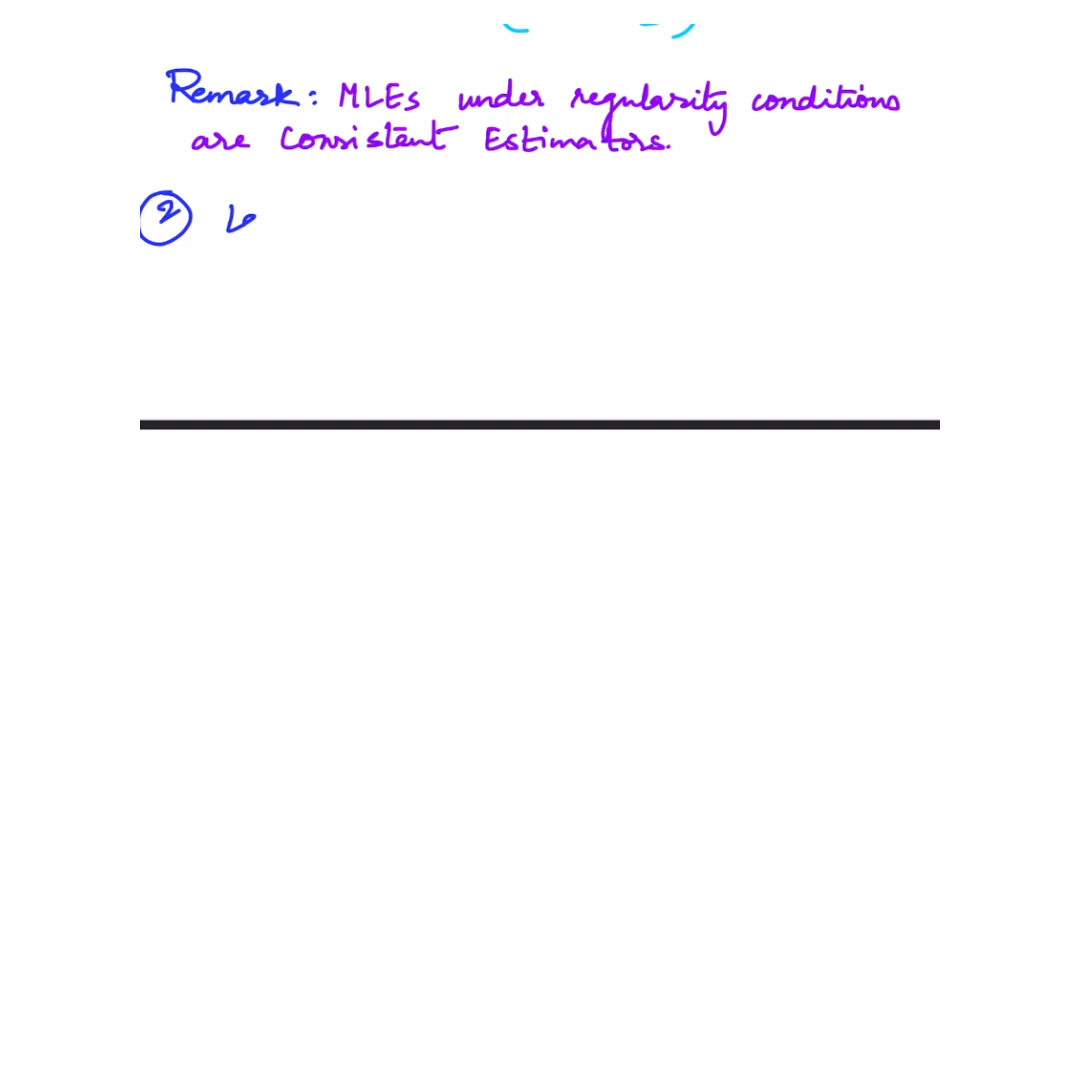 Remark: MLEs under regularity conditions
are Consistent Estimators.
2